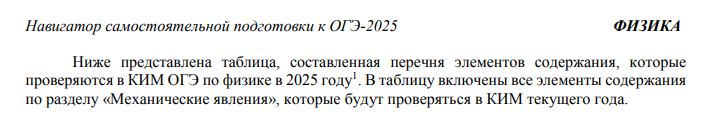 Навигатор самостоятельной подготовки к ОГЭ-2025 ФИЗИКА
Ниже представлена таблица, составленная перечня элементов содержания, которые
проверяются в КИМ ОГЭ по физике в 2025 году¹. В таблицу включены все элементы содержания
по разделу «Механические явления», которые будут проверяться в КИМ текущего года.